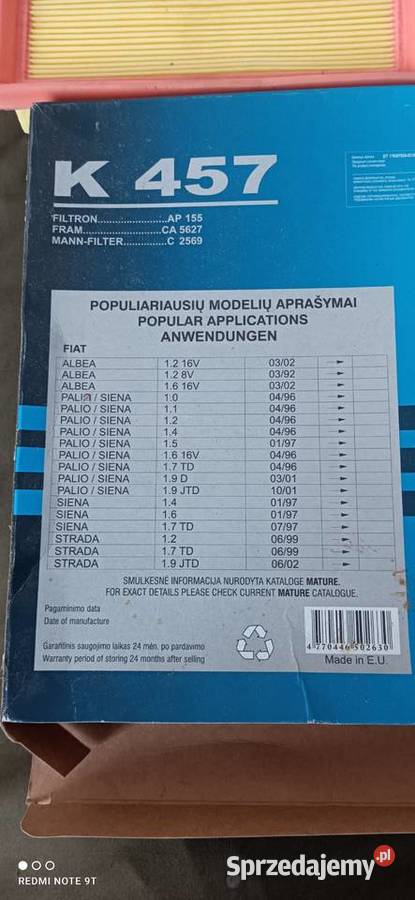 K 457
FILTRON.......................AP 155
FRAM..........................CA 5627
MANN-FILTER..............C 2569
POPULIARIAUSIŲ MODELIŲ APRAŠYMAI
POPULAR APPLICATIONS
ANWENDUNGEN
FIAT
ALBEA 1.2 16V 03/02
ALBEA 1.2 8V 03/92
ALBEA 1.6 16V 03/02
PALIO / SIENA 1.0 04/96
PALIO / SIENA 1.1 04/96
PALIO / SIENA 1.2 04/96
PALIO / SIENA 1.4 04/96
PALIO / SIENA 1.5 01/97
PALIO / SIENA 1.6 16V 04/96
PALIO / SIENA 1.7 TD 04/96
PALIO / SIENA 1.9 D 03/01
PALIO / SIENA 1.9 JTD 10/01
SIENA 1.4 01/97
SIENA 1.6 01/97
SIENA 1.7 TD 07/97
STRADA 1.2 06/99
STRADA 1.7 TD 06/99
STRADA 1.9 JTD 06/02
SMULKESNĖ INFORMACIJA NURODYTA KATALOGE MATURE.
FOR EXACT DETAILS PLEASE CHECK CURRENT MATURE CATALOGUE.
Pagaminimo data
Date of manufacture
Garantinis saugojimo laikas 24 mėn. po pardavimo
Warranty period of storing 24 months after selling
4 770446 502630
Made in E.U.
REDMI NOTE 9T
Sprzedajemy.pl